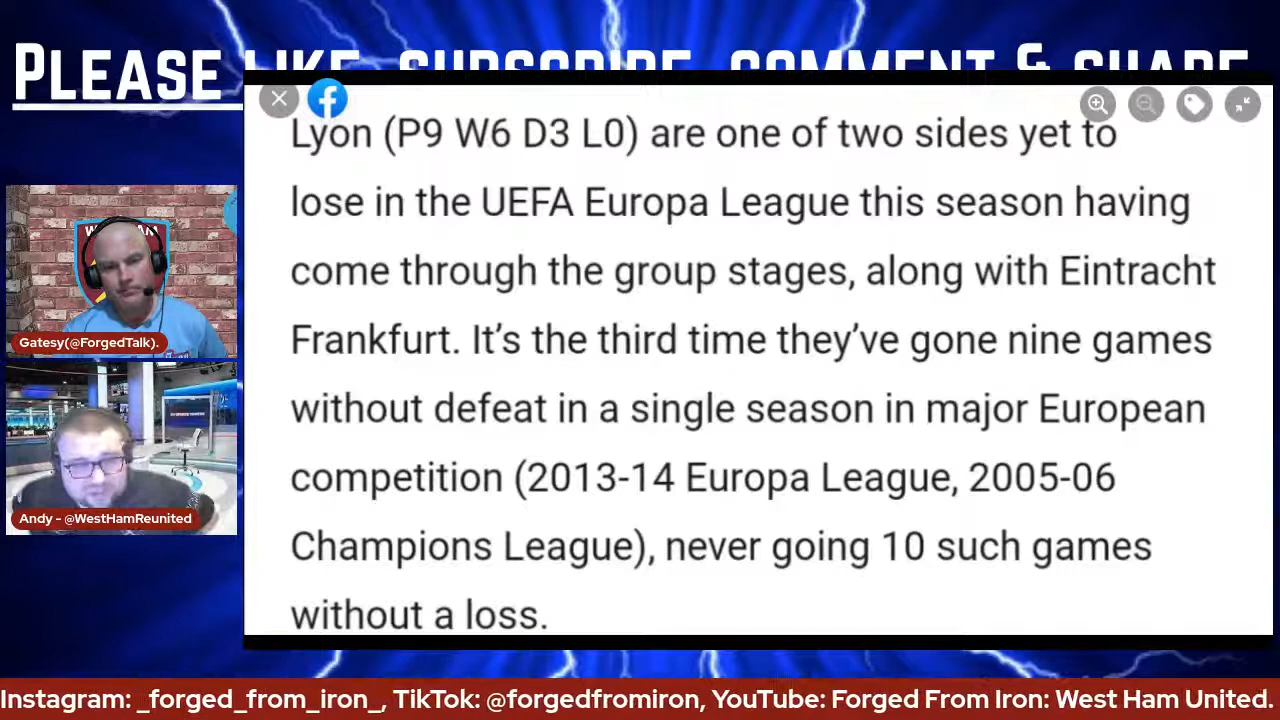 PLEASE LIKE, SUBSCRIBE, COMMENT & SHARE
Lyon (P9 W6 D3 L0) are one of two sides yet to
lose in the UEFA Europa League this season having
come through the group stages, along with Eintracht
Frankfurt. It’s the third time they’ve gone nine games
without defeat in a single season in major European
competition (2013-14 Europa League, 2005-06
Champions League), never going 10 such games
without a loss.
Gatesy(@ForgedTalk).
Andy - @WestHamReunited
Instagram: _forged_from_iron_, TikTok: @forgedfromiron, YouTube: Forged From Iron: West Ham United.